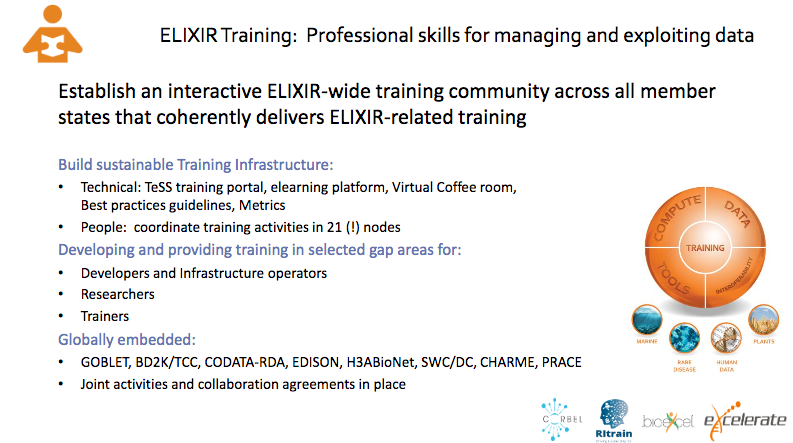 ELIXIR Training: Professional skills for managing and exploiting data
Establish an interactive ELIXIR-wide training community across all member
states that coherently delivers ELIXIR-related training
Build sustainable Training Infrastructure:
• Technical: TeSS training portal, elearning platform, Virtual Coffee room,
Best practices guidelines, Metrics
• People: coordinate training activities in 21 (!) nodes
Developing and providing training in selected gap areas for:
• Developers and Infrastructure operators
• Researchers
• Trainers
Globally embedded:
• GOBLET, BD2K/TCC, CODATA-RDA, EDISON, H3ABioNet, SWC/DC, CHARME, PRACE
• Joint activities and collaboration agreements in place
COMPUTE
DATA
TRAINING
TOOLS
INTEROPERABILITY
MARINE
PLANTS
RARE
DISEASE
HUMAN
DATA
CORBEL
RItrain
bioexcel
excelerate